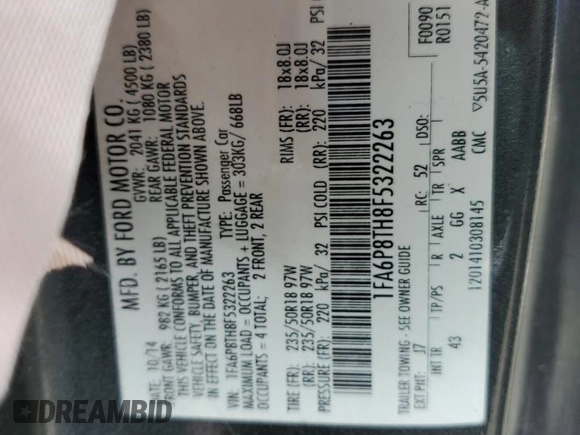 MFD. BY FORD MOTOR CO.
10/14 GVWR: 2041 KG ( 4500 LB)
FRONT GAWR: 982 KG ( 2165 LB) REAR GAWR: 1080 KG ( 2380 LB)
THIS VEHICLE CONFORMS TO ALL APPLICABLE FEDERAL MOTOR
VEHICLE SAFETY, BUMPER, AND THEFT PREVENTION STANDARDS
IN EFFECT ON THE DATE OF MANUFACTURE SHOWN ABOVE.
VIN: 1FA6P8TH8F5322263 TYPE: Passenger Car
MAXIMUM LOAD = OCCUPANTS + LUGGAGE = 303KG/ 668LB
OCCUPANTS = 4 TOTAL: 2 FRONT, 2 REAR
TIRE (FR): 235/50R18 97W RIMS (FR): 18x8.0J
(RR): 235/50R18 97W (RR): 18x8.0J
PRESSURE (FR): 220 kPa/ 32 PSI COLD (RR): 220 kPa/ 32 PSI
1FA6P8TH8F5322263
TRAILER TOWING - SEE OWNER GUIDE
F0090
R0151
EXT PNT: J7 RC: 52 DSO:
INT TR TP/PS R AXLE TR SPR
43 2 GG X AABB
1201410308145 CMC
▽5U5A-5420472-A
DREAMBID